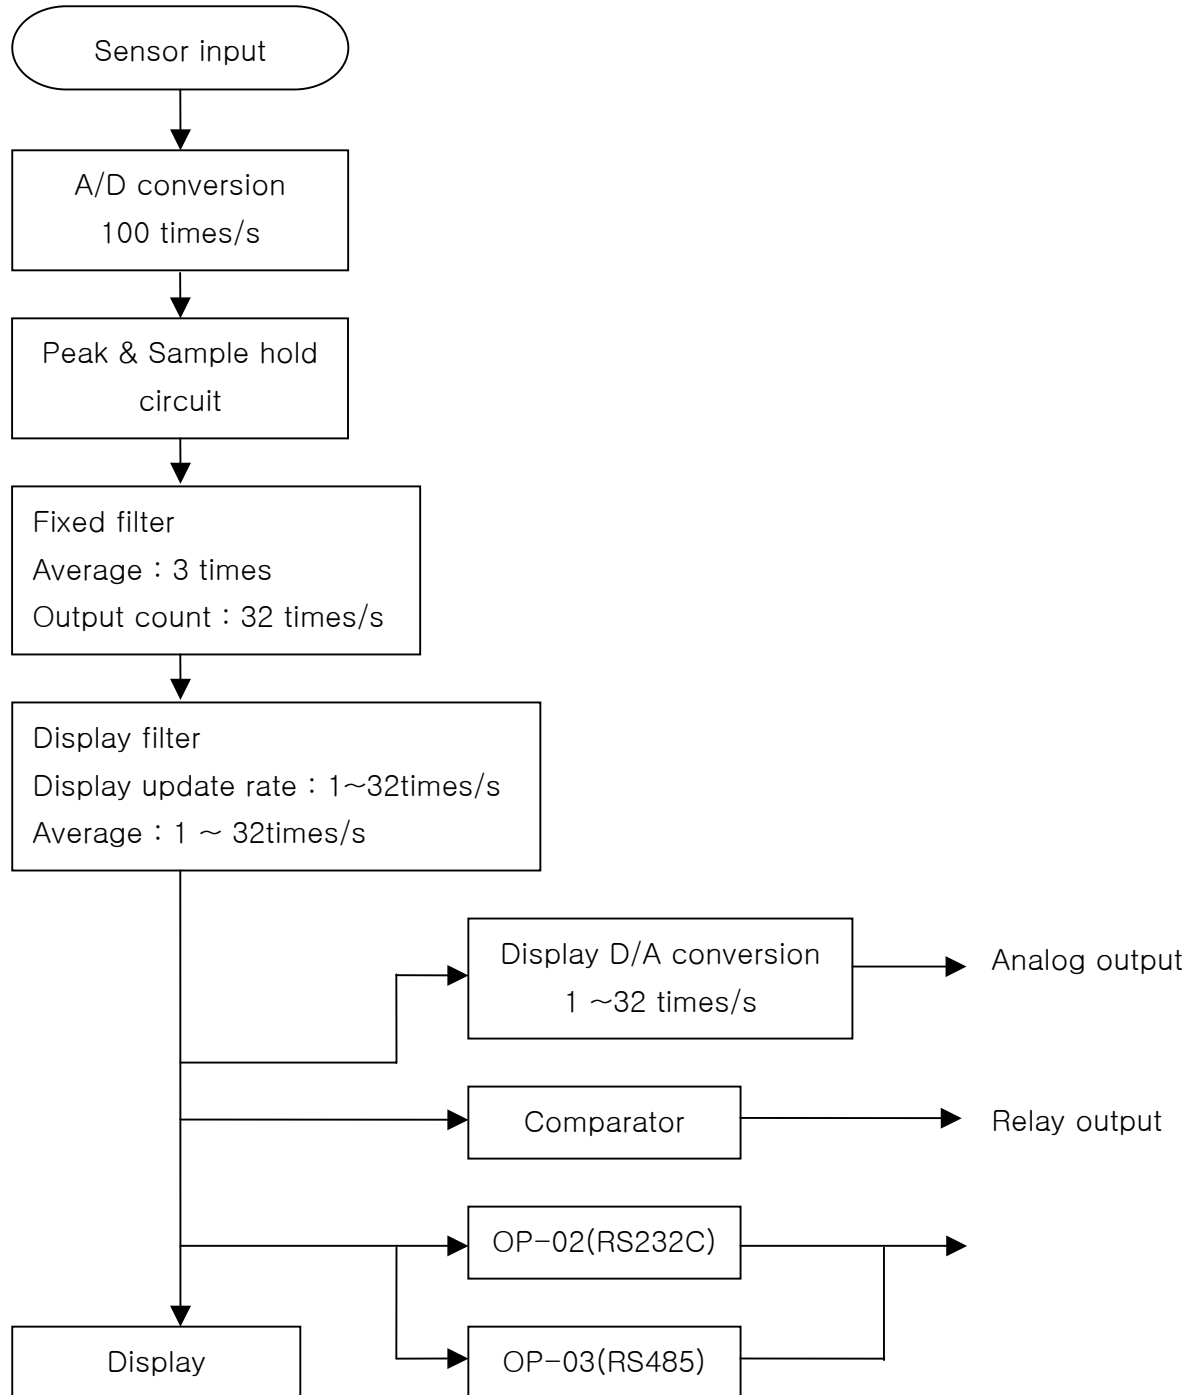 Sensor input
A/D conversion
100 times/s
Peak & Sample hold
circuit
Fixed filter
Average : 3 times
Output count : 32 times/s
Display filter
Display update rate : 1~32times/s
Average : 1 ~ 32times/s
Display D/A conversion
1 ~32 times/s
Analog output
Comparator
Relay output
OP-02(RS232C)
Display
OP-03(RS485)